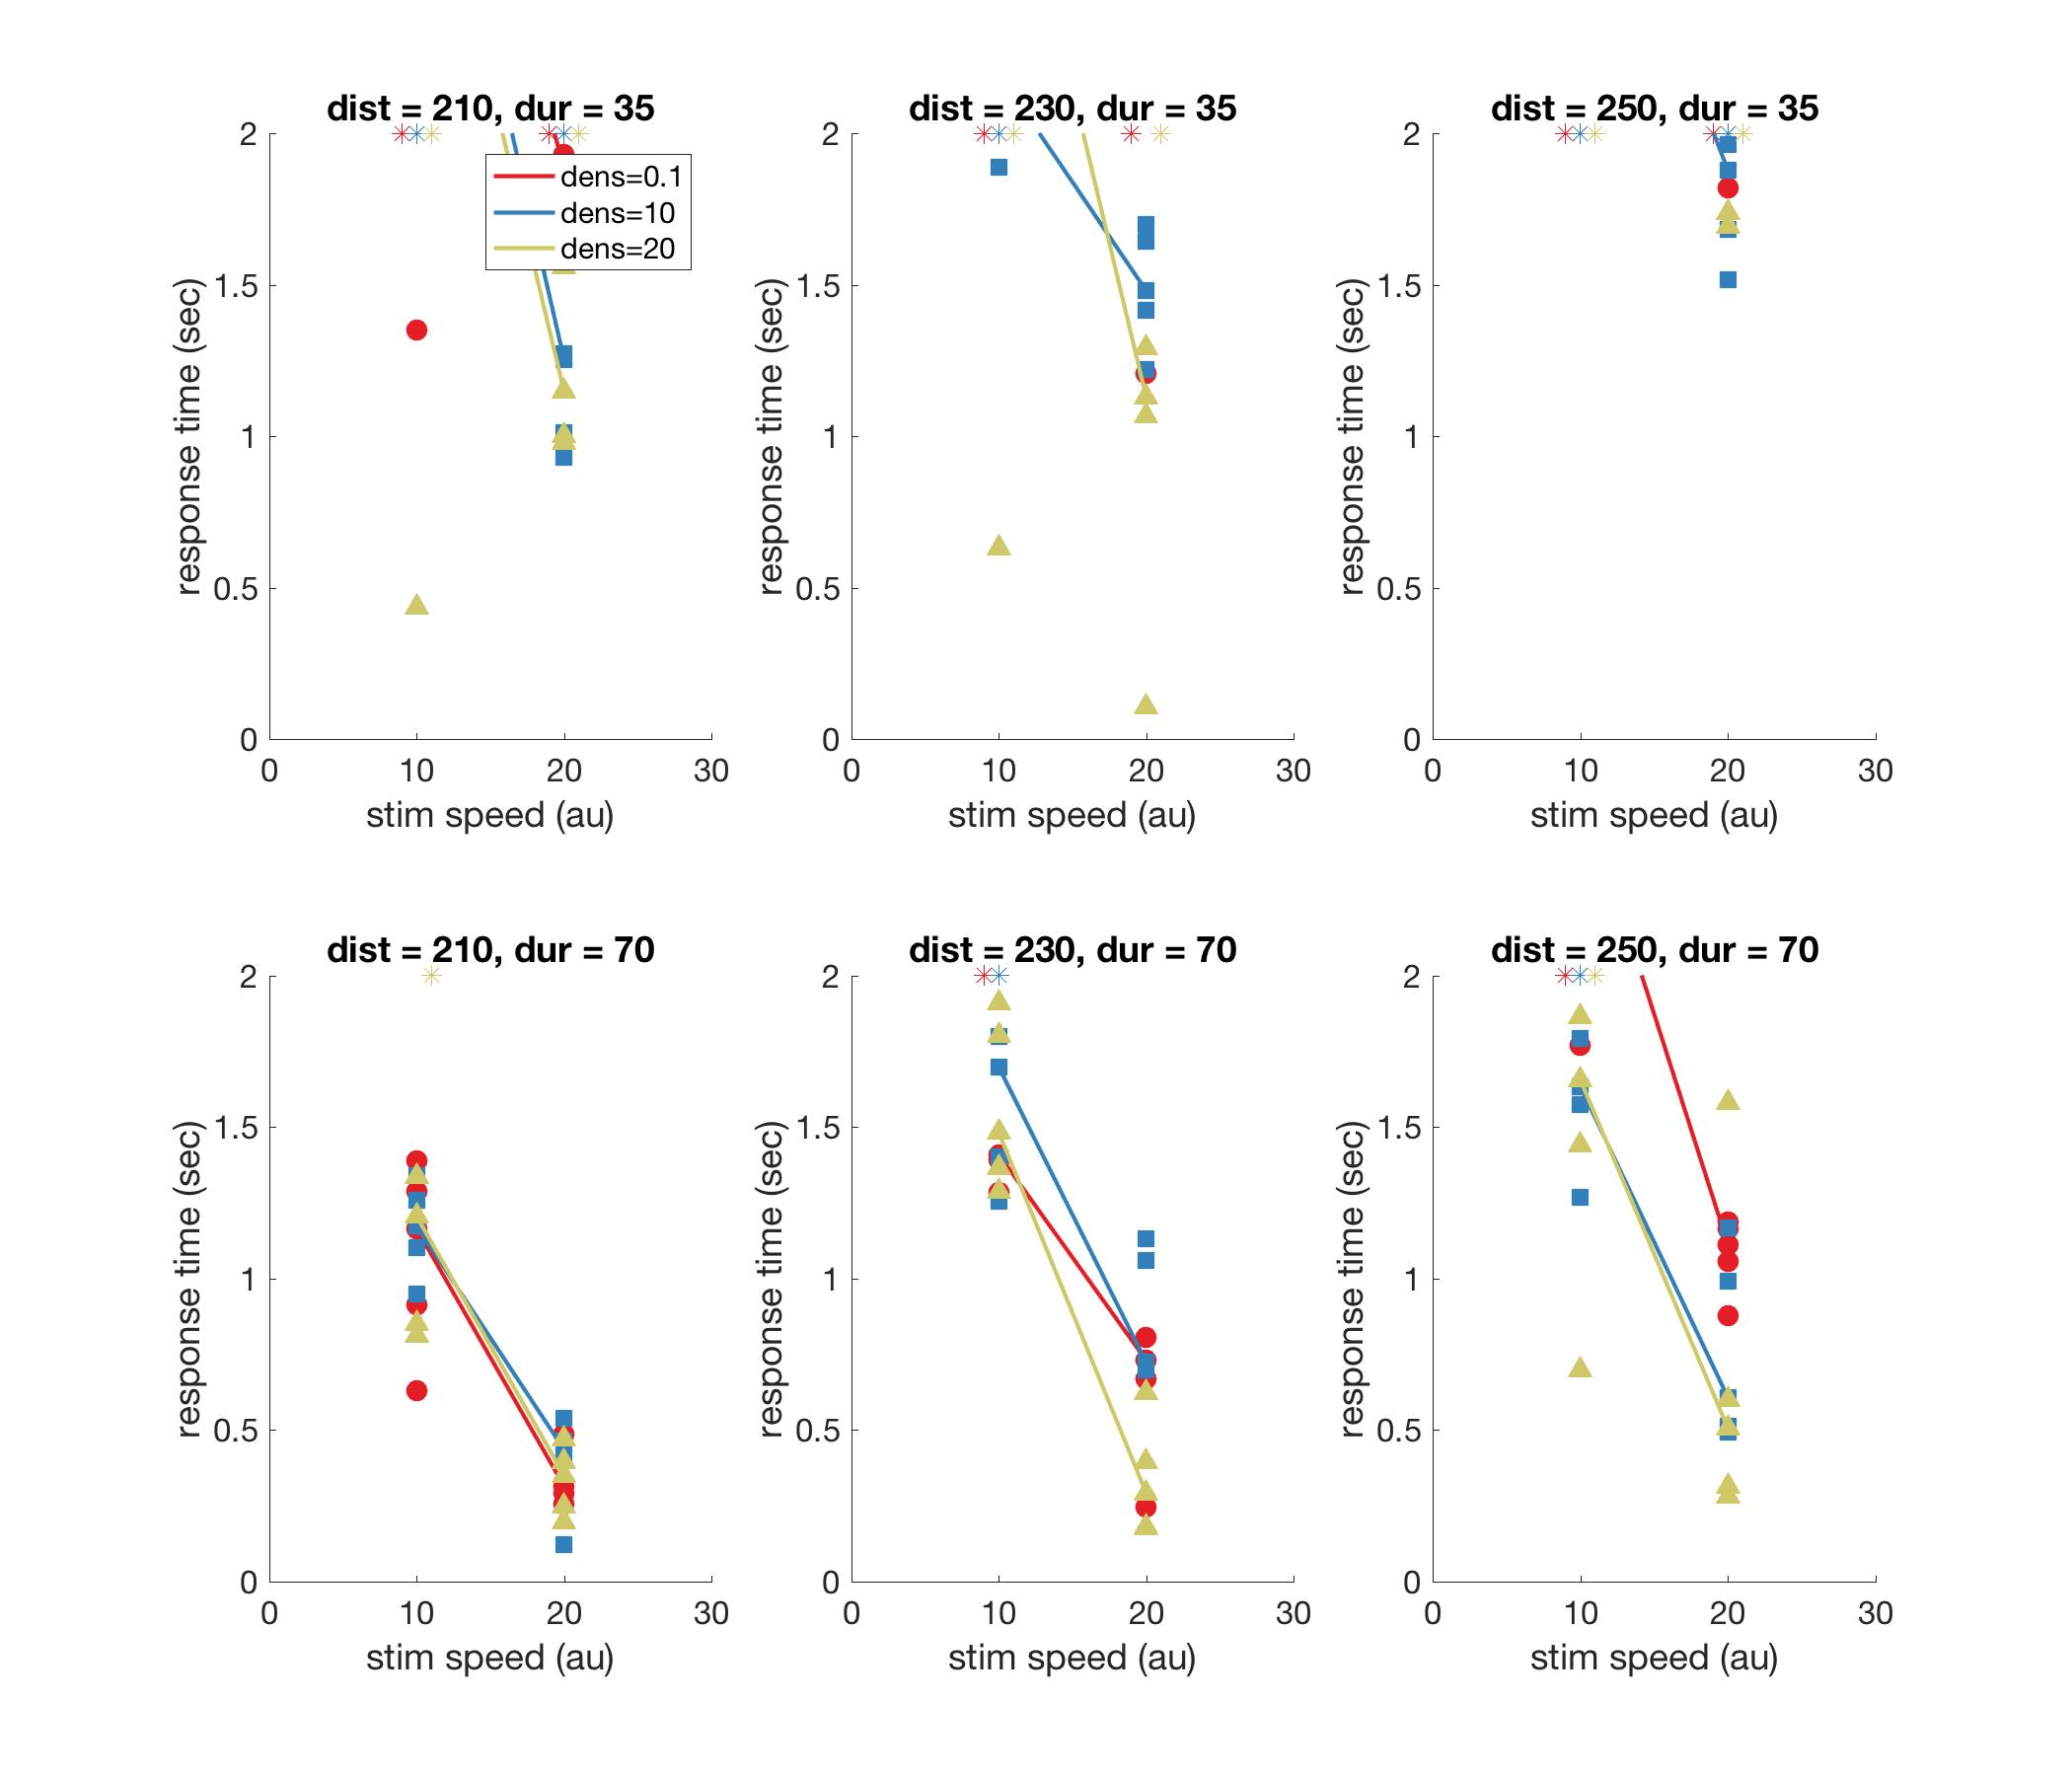 dist = 210, dur = 35
2
1.5
1
0.5
0
response time (sec)
dens=0.1
dens=10
dens=20
0 10 20 30
stim speed (au)
dist = 230, dur = 35
2
1.5
1
0.5
0
response time (sec)
0 10 20 30
stim speed (au)
dist = 250, dur = 35
2
1.5
1
0.5
0
response time (sec)
0 10 20 30
stim speed (au)
dist = 210, dur = 70
2
1.5
1
0.5
0
response time (sec)
0 10 20 30
stim speed (au)
dist = 230, dur = 70
2
1.5
1
0.5
0
response time (sec)
0 10 20 30
stim speed (au)
dist = 250, dur = 70
2
1.5
1
0.5
0
response time (sec)
0 10 20 30
stim speed (au)